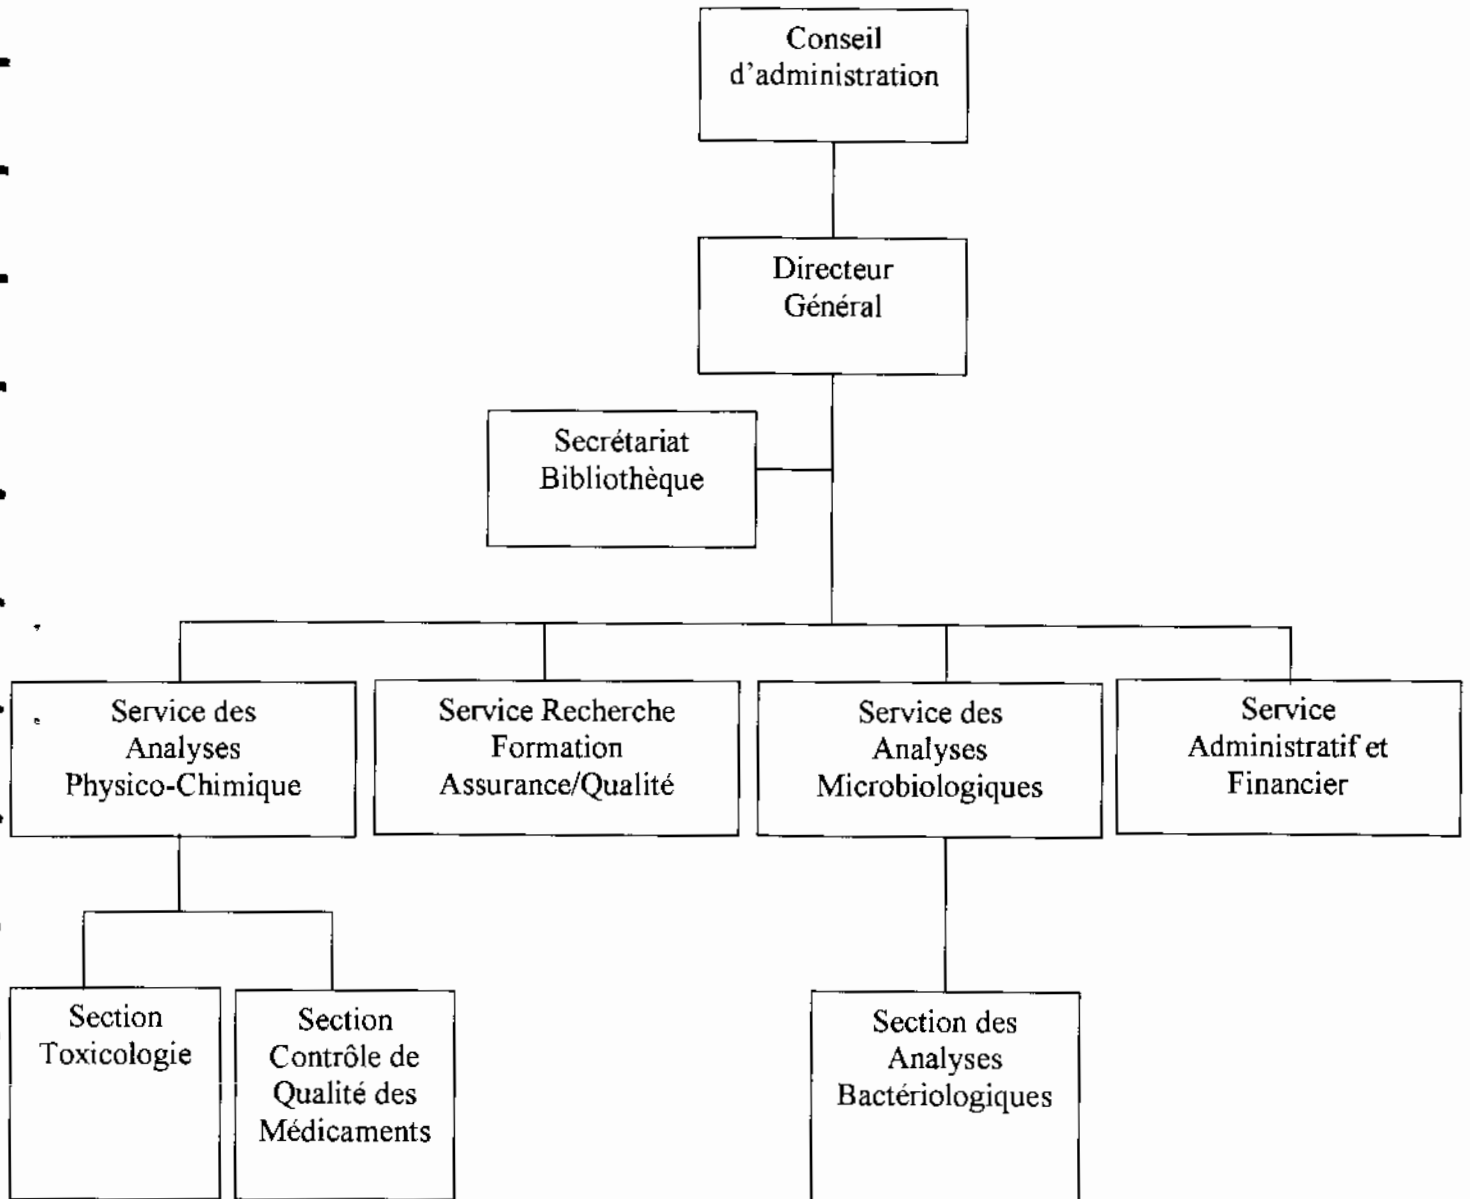 Conseil
d'administration
Directeur
Général
Secrétariat
Bibliothèque
Service des
Analyses
Physico-Chimique
Service Recherche
Formation
Assurance/Qualité
Service des
Analyses
Microbiologiques
Service
Administratif et
Financier
Section
Toxicologie
Section
Contrôle de
Qualité des
Médicaments
Section des
Analyses
Bactériologiques